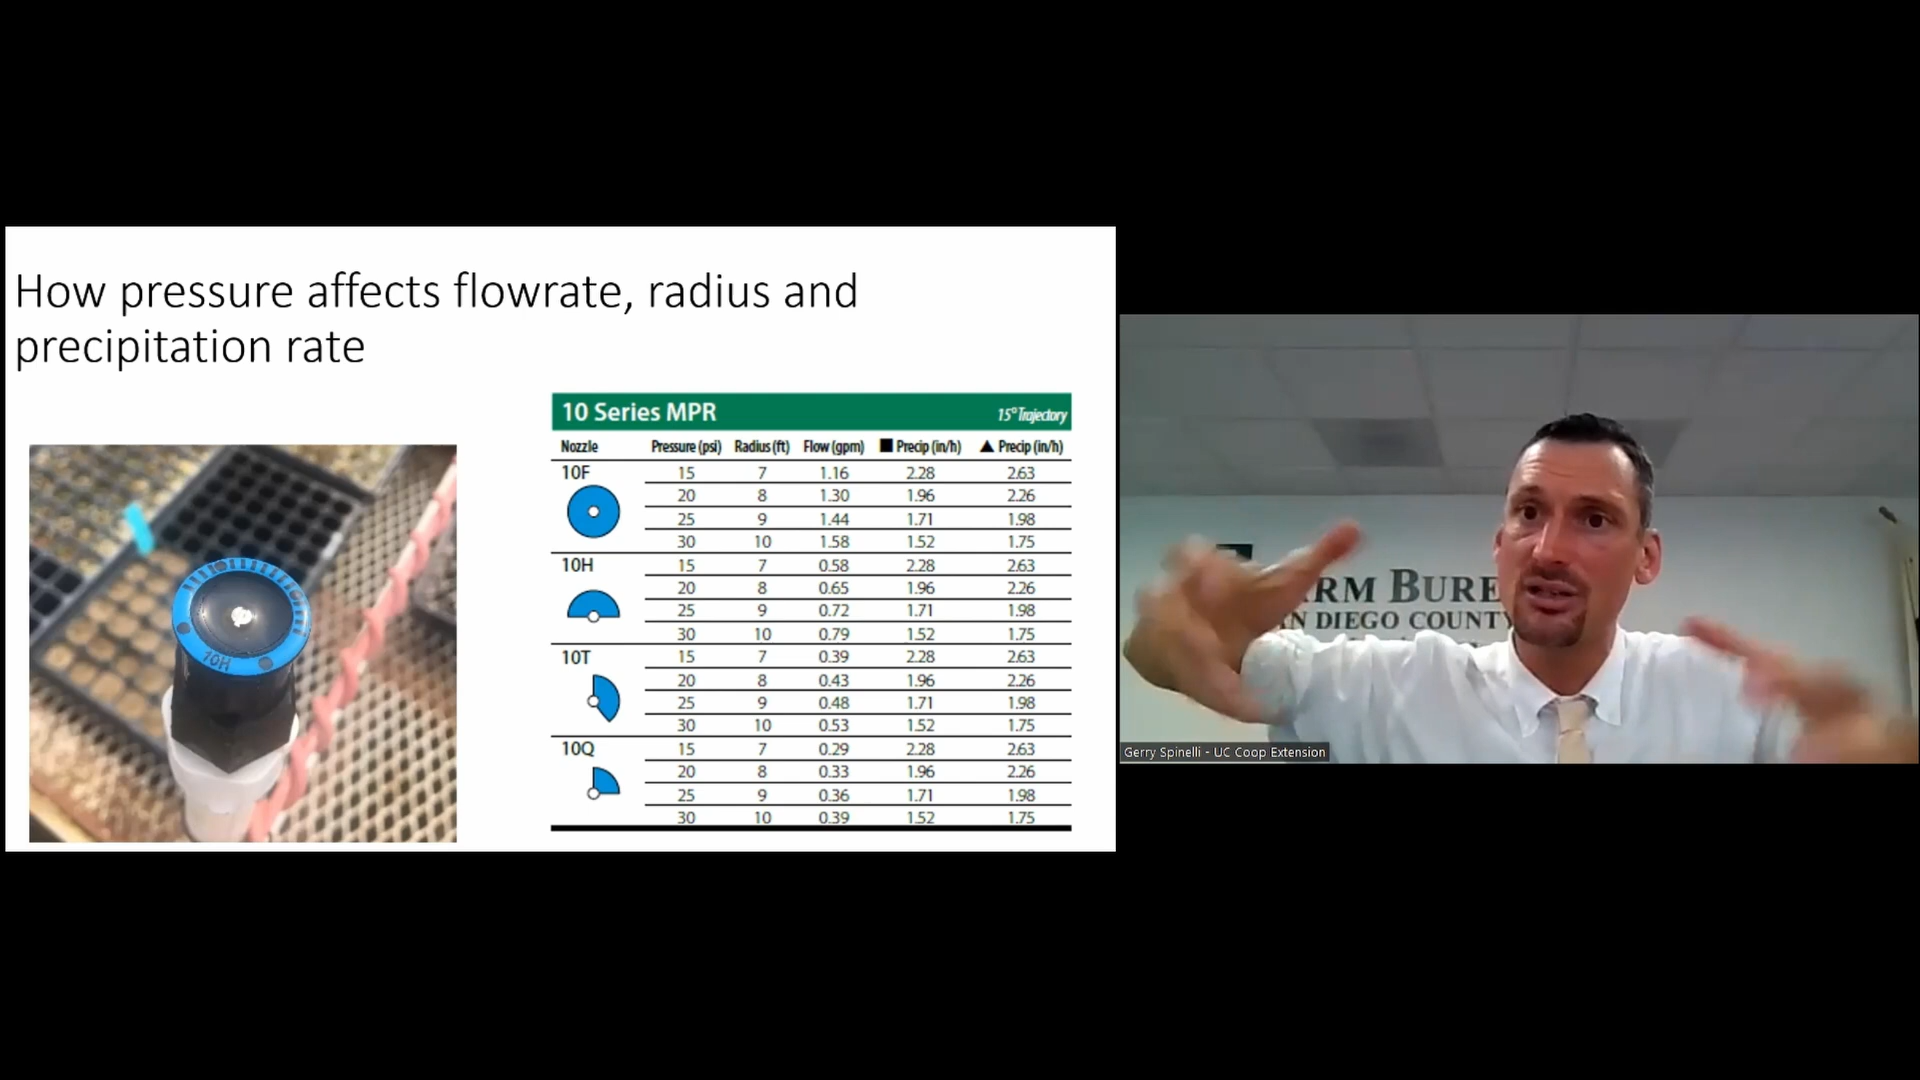 How pressure affects flowrate, radius and
precipitation rate
10 Series MPR 15° Trajectory
Nozzle Pressure (psi) Radius (ft) Flow (gpm) ■ Precip (in/h) ▲ Precip (in/h)
10F 15 7 1.16 2.28 2.63
20 8 1.30 1.96 2.26
25 9 1.44 1.71 1.98
30 10 1.58 1.52 1.75
10H 15 7 0.58 2.28 2.63
20 8 0.65 1.96 2.26
25 9 0.72 1.71 1.98
30 10 0.79 1.52 1.75
10T 15 7 0.39 2.28 2.63
20 8 0.43 1.96 2.26
25 9 0.48 1.71 1.98
30 10 0.53 1.52 1.75
10Q 15 7 0.29 2.28 2.63
20 8 0.33 1.96 2.26
25 9 0.36 1.71 1.98
30 10 0.39 1.52 1.75
10H
RM BURE
N DIEGO COUNTY
Gerry Spinelli - UC Coop Extension